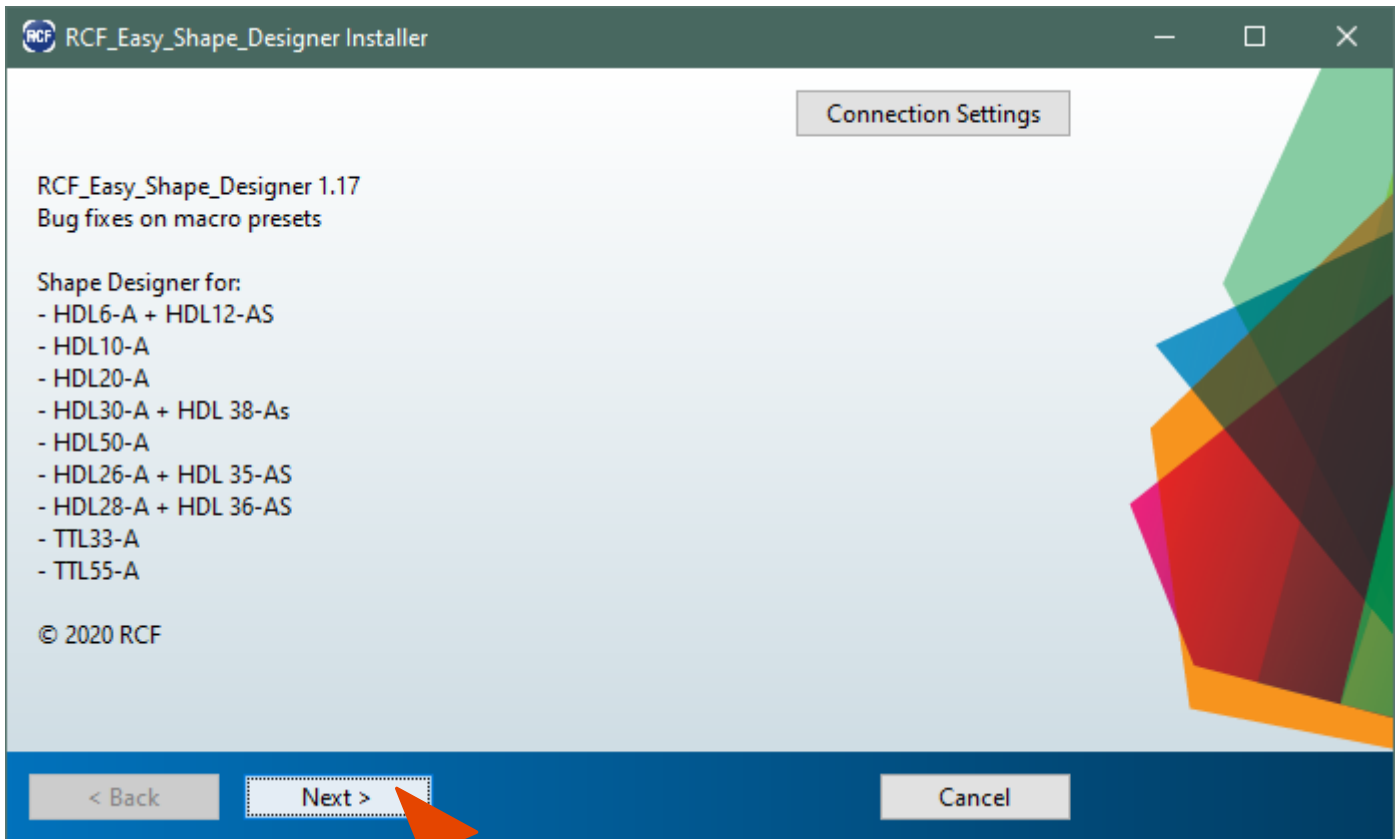 RCF RCF_Easy_Shape_Designer Installer
Connection Settings
RCF_Easy_Shape_Designer 1.17
Bug fixes on macro presets
Shape Designer for:
- HDL6-A + HDL12-AS
- HDL10-A
- HDL20-A
- HDL30-A + HDL 38-As
- HDL50-A
- HDL26-A + HDL 35-AS
- HDL28-A + HDL 36-AS
- TTL33-A
- TTL55-A
© 2020 RCF
< Back Next > Cancel